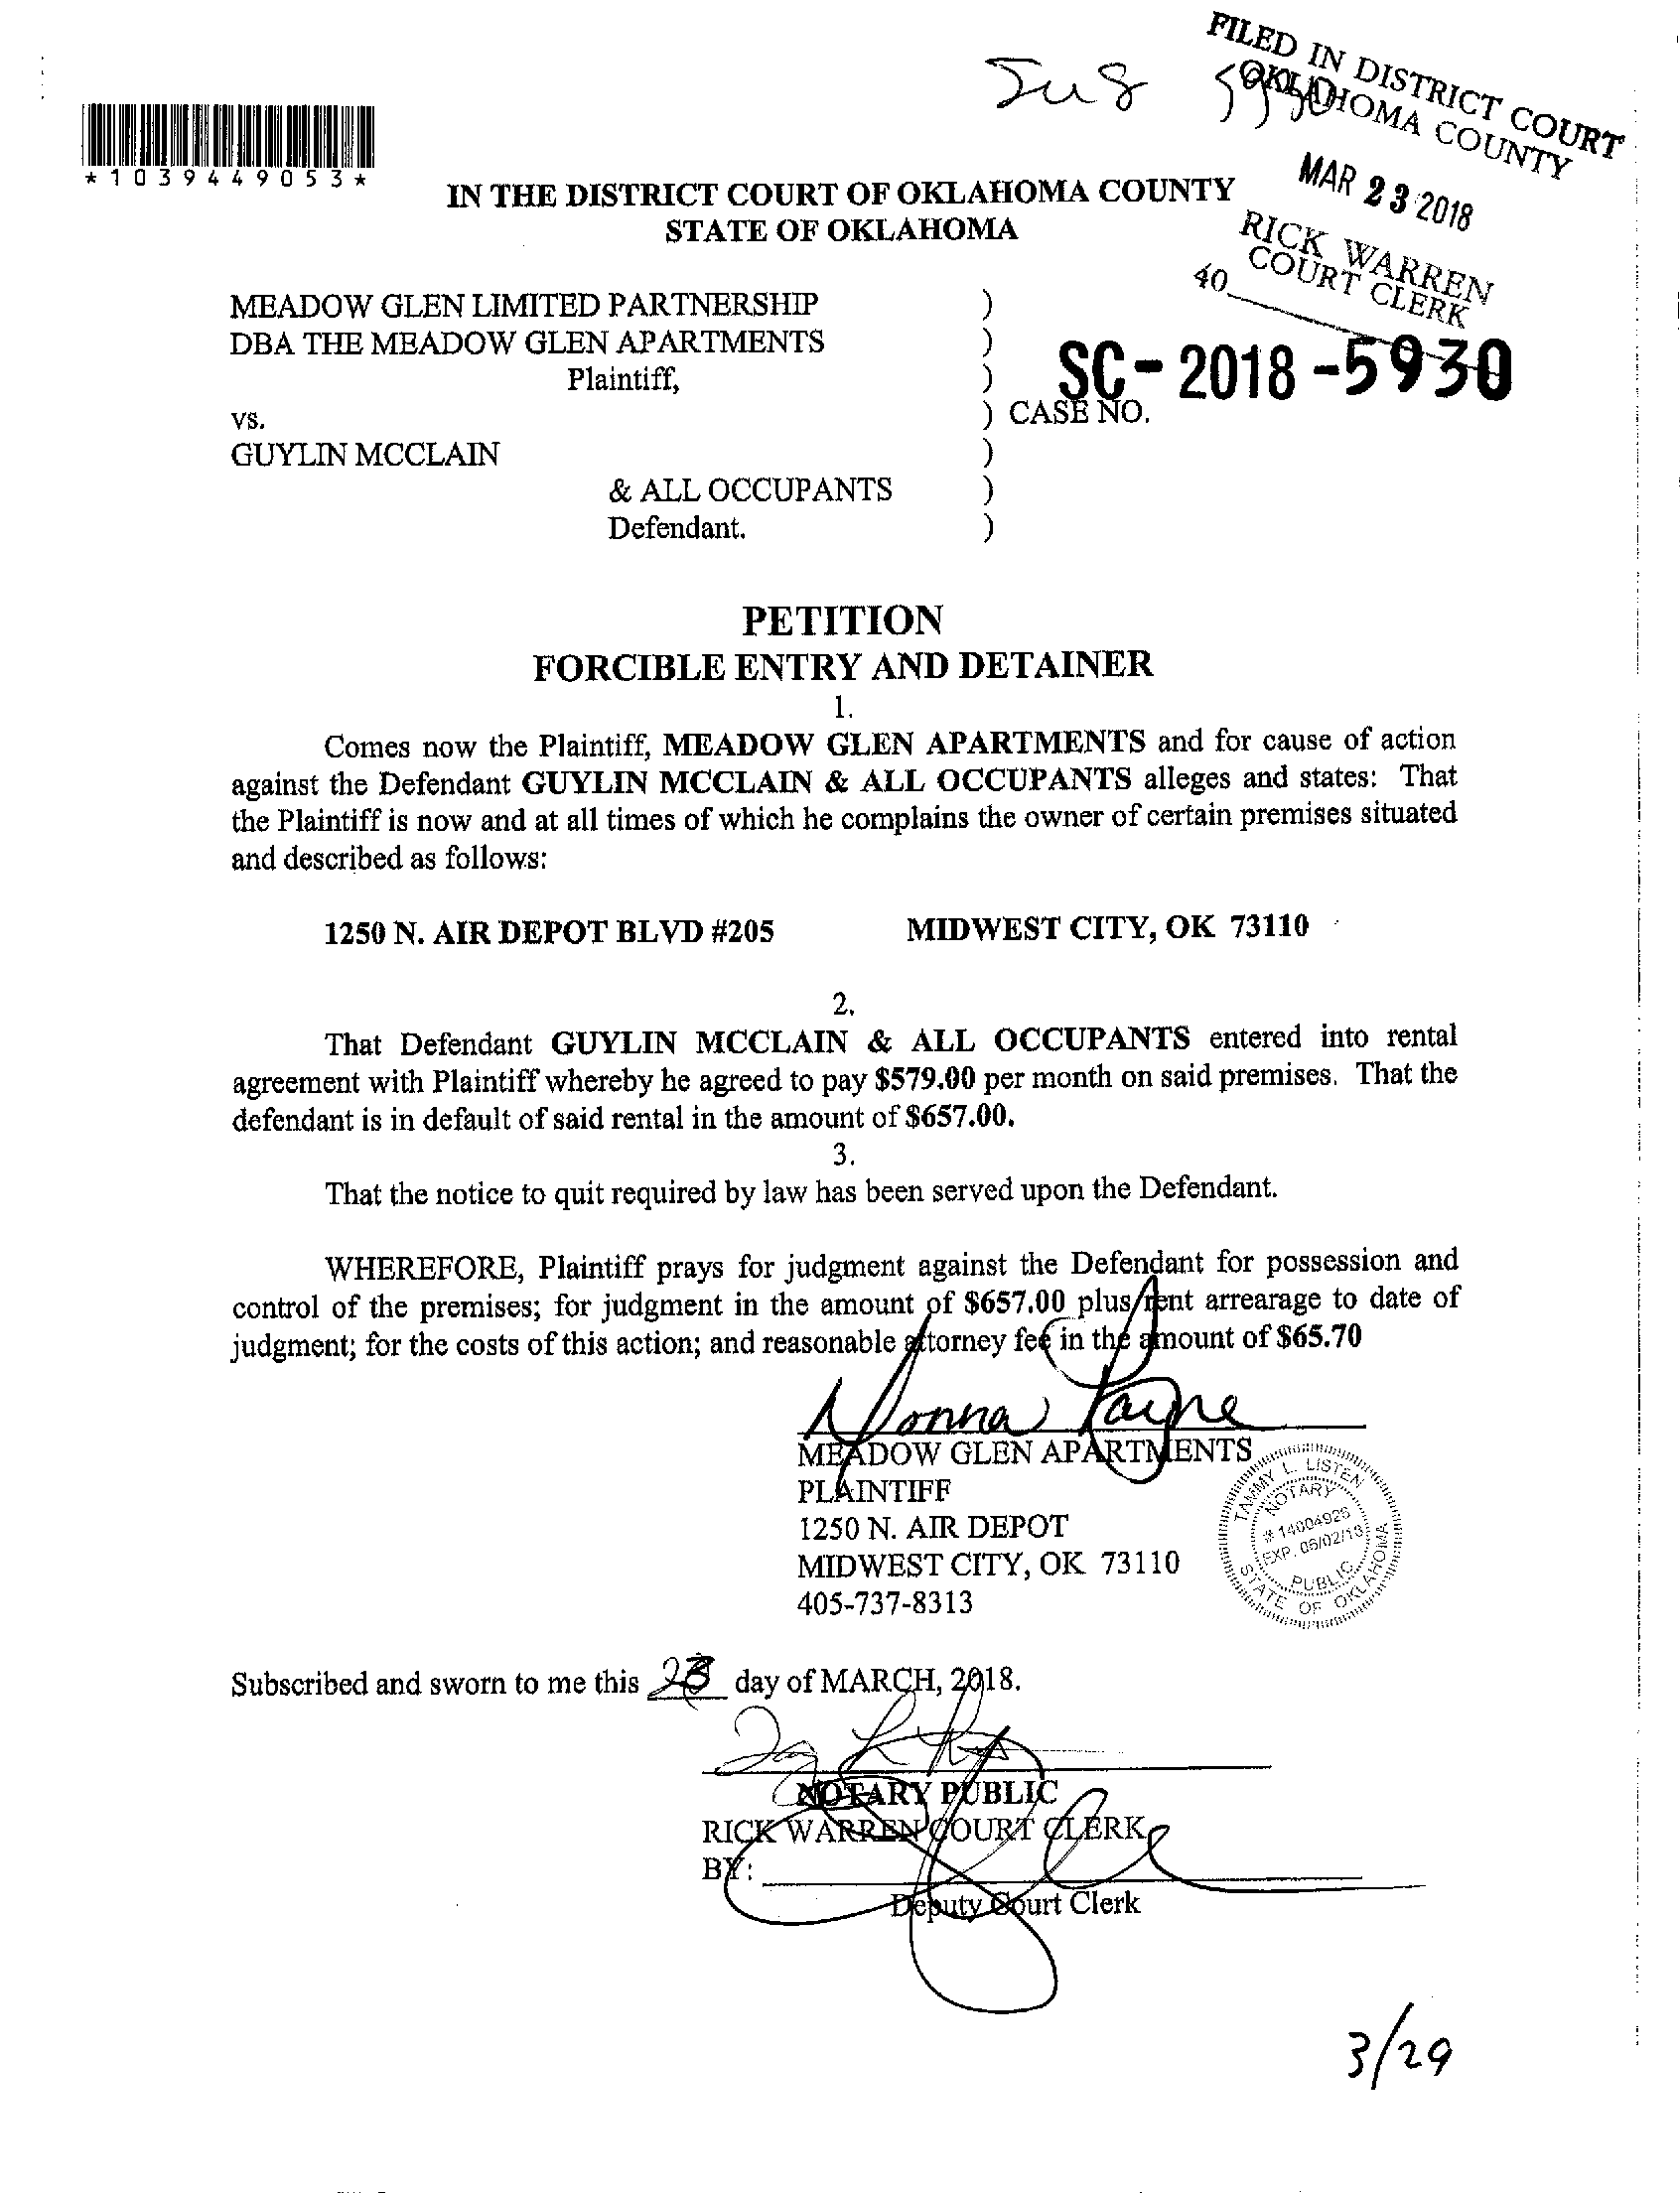 FILED IN DISTRICT COURT
OKLAHOMA COUNTY
MAR 23 2018
RICK WARREN
COURT CLERK
40
*1039449053*
IN THE DISTRICT COURT OF OKLAHOMA COUNTY
STATE OF OKLAHOMA
MEADOW GLEN LIMITED PARTNERSHIP )
DBA THE MEADOW GLEN APARTMENTS )
Plaintiff, )
SC-2018-5930
vs. ) CASE NO.
GUYLIN MCCLAIN )
& ALL OCCUPANTS )
Defendant. )
PETITION
FORCIBLE ENTRY AND DETAINER
1.
Comes now the Plaintiff, MEADOW GLEN APARTMENTS and for cause of action
against the Defendant GUYLIN MCCLAIN & ALL OCCUPANTS alleges and states: That
the Plaintiff is now and at all times of which he complains the owner of certain premises situated
and described as follows:
1250 N. AIR DEPOT BLVD #205 MIDWEST CITY, OK 73110
2.
That Defendant GUYLIN MCCLAIN & ALL OCCUPANTS entered into rental
agreement with Plaintiff whereby he agreed to pay $579.00 per month on said premises. That the
defendant is in default of said rental in the amount of $657.00.
3.
That the notice to quit required by law has been served upon the Defendant.
WHEREFORE, Plaintiff prays for judgment against the Defendant for possession and
control of the premises; for judgment in the amount of $657.00 plus rent arrearage to date of
judgment; for the costs of this action; and reasonable attorney fee in the amount of $65.70
Donna Payne
MEADOW GLEN APARTMENTS
PLAINTIFF
1250 N. AIR DEPOT
MIDWEST CITY, OK 73110
405-737-8313
TAMMY L. LISTEN
NOTARY
# 14004926
EXP. 06/02/18
PUBLIC
STATE OF OKLAHOMA
Subscribed and sworn to me this 23 day of MARCH, 2018.
NOTARY PUBLIC
RICK WARREN COURT CLERK
BY:
Deputy Court Clerk
3/29